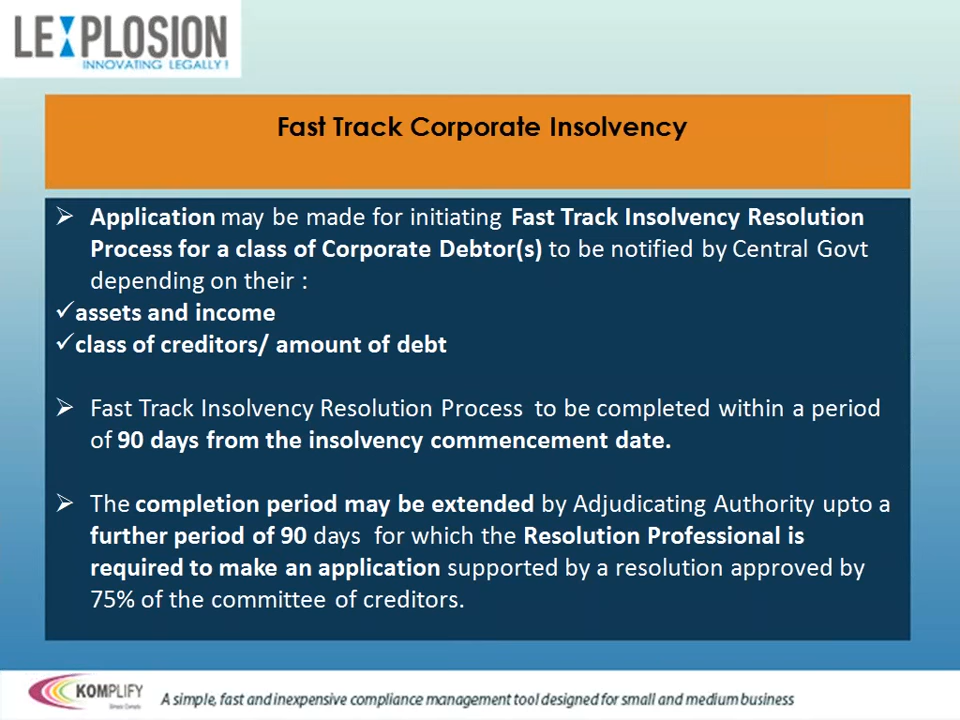 LEXPLOSION
INNOVATING LEGALLY!
Fast Track Corporate Insolvency
➢ Application may be made for initiating Fast Track Insolvency Resolution
Process for a class of Corporate Debtor(s) to be notified by Central Govt
depending on their :
✓assets and income
✓class of creditors/ amount of debt
➢ Fast Track Insolvency Resolution Process to be completed within a period
of 90 days from the insolvency commencement date.
➢ The completion period may be extended by Adjudicating Authority upto a
further period of 90 days for which the Resolution Professional is
required to make an application supported by a resolution approved by
75% of the committee of creditors.
KOMPLIFY
A simple, fast and inexpensive compliance management tool designed for small and medium business